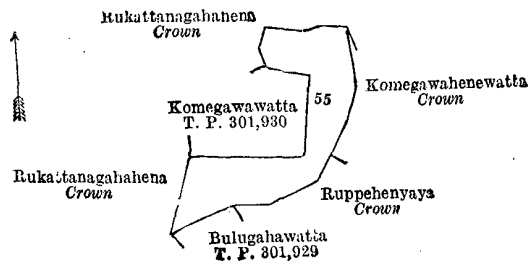 Rukattanagahahena
Crown
Komegawahenewatta
Crown
55
Komegawawatta
T. P. 301,930
Rukattanagahahena
Crown
Ruppehenyaya
Crown
Bulugahawatta
T. P. 301,929